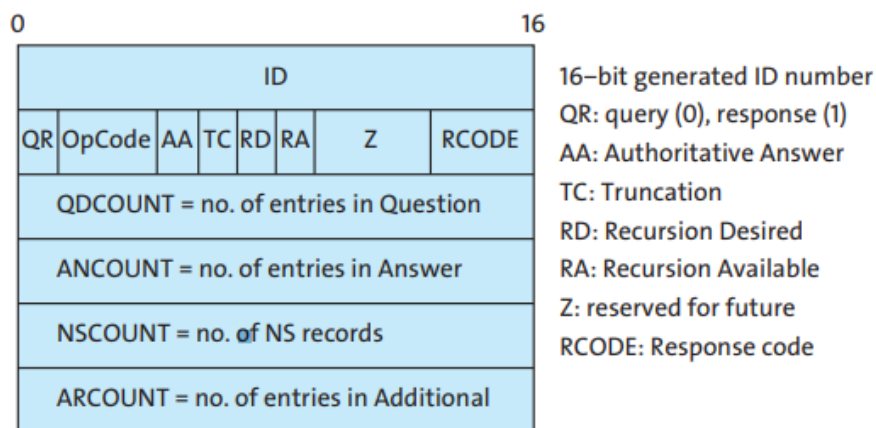 0 16
ID
QR OpCode AA TC RD RA Z RCODE
QDCOUNT = no. of entries in Question
ANCOUNT = no. of entries in Answer
NSCOUNT = no. of NS records
ARCOUNT = no. of entries in Additional
16–bit generated ID number
QR: query (0), response (1)
AA: Authoritative Answer
TC: Truncation
RD: Recursion Desired
RA: Recursion Available
Z: reserved for future
RCODE: Response code